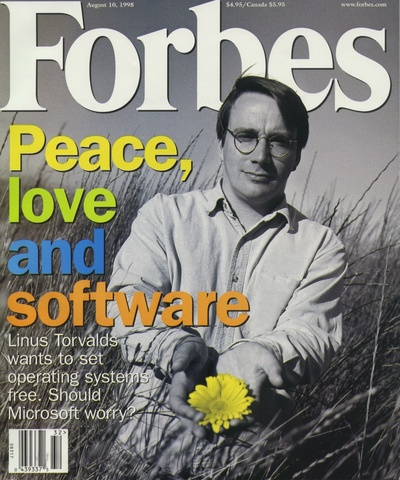 August 10, 1998
$4.95/Canada $5.95
www.forbes.com
Forbes
Peace,
love
and
software
Linus Torvalds
wants to set
operating systems
free. Should
Microsoft worry?
32>